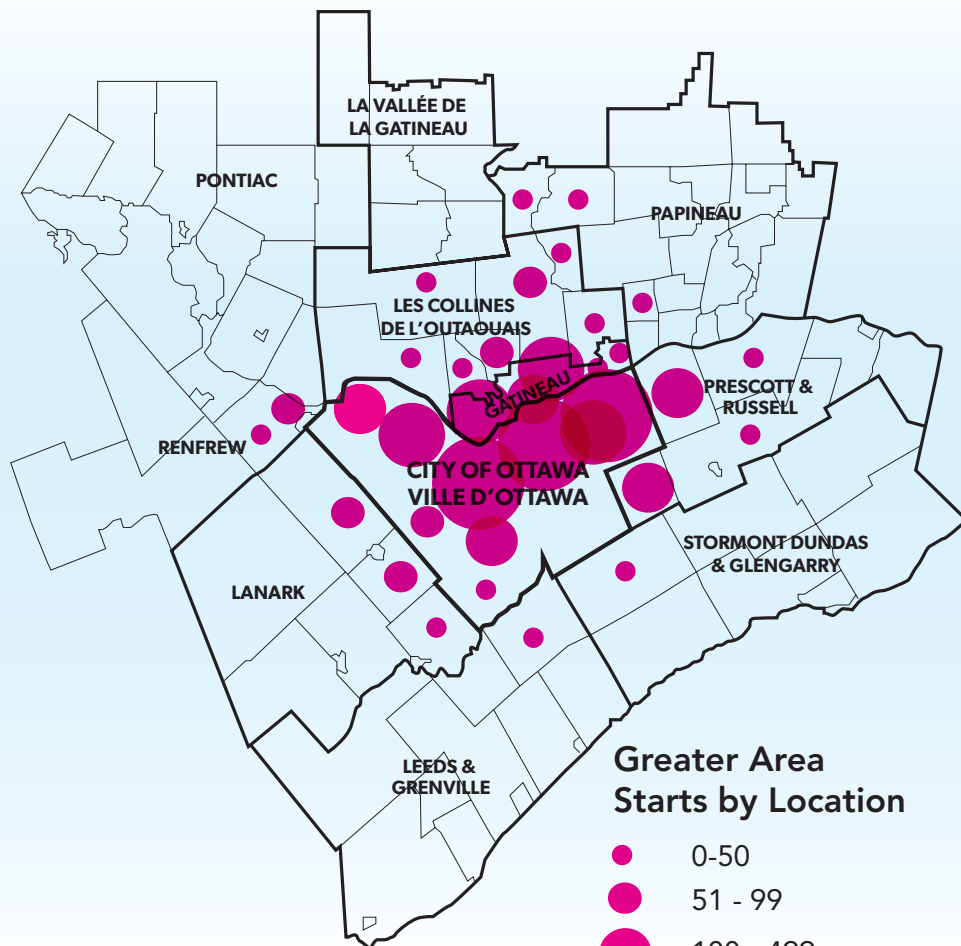 LA VALLÉE DE
LA GATINEAU
PONTIAC
PAPINEAU
LES COLLINES
DE L'OUTAOUAIS
GATINEAU
PRESCOTT &
RUSSELL
RENFREW
CITY OF OTTAWA
VILLE D'OTTAWA
STORMONT DUNDAS
& GLENGARRY
LANARK
LEEDS &
GRENVILLE
Greater Area
Starts by Location
0-50
51 - 99